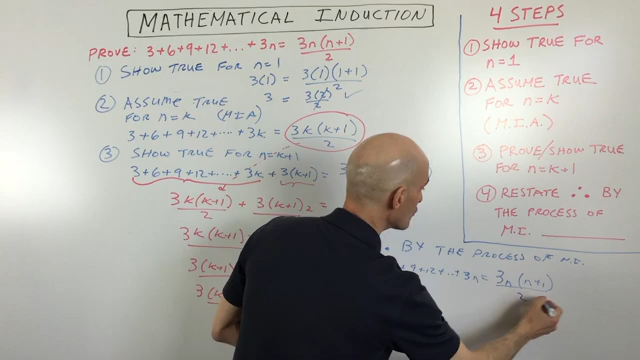 MATHEMATICAL INDUCTION
PROVE: 3+6+9+12+.....+3n = 3n(n+1)/2
① SHOW TRUE FOR n=1
3(1) = 3(1)(1+1)/2
3 = 3(2)/2 ✓
② ASSUME TRUE
FOR n=k (M.I.A)
3+6+9+12+.....+3k = 3k(k+1)/2
③ SHOW TRUE FOR n=k+1
3+6+9+12+.....+3k + 3(k+1) = 3
3k(k+1)/2 + 3(k+1)2 =
3k(k+1)
3(k+1)
3(k
BY THE PROCESS OF M.I.
9+12+...+3n = 3n(n+1)/2
4 STEPS
① SHOW TRUE FOR
n=1
② ASSUME TRUE
FOR n=k
(M.I.A.)
③ PROVE/SHOW TRUE
FOR n=k+1
④ RESTATE ∴ BY
THE PROCESS OF
M.I.